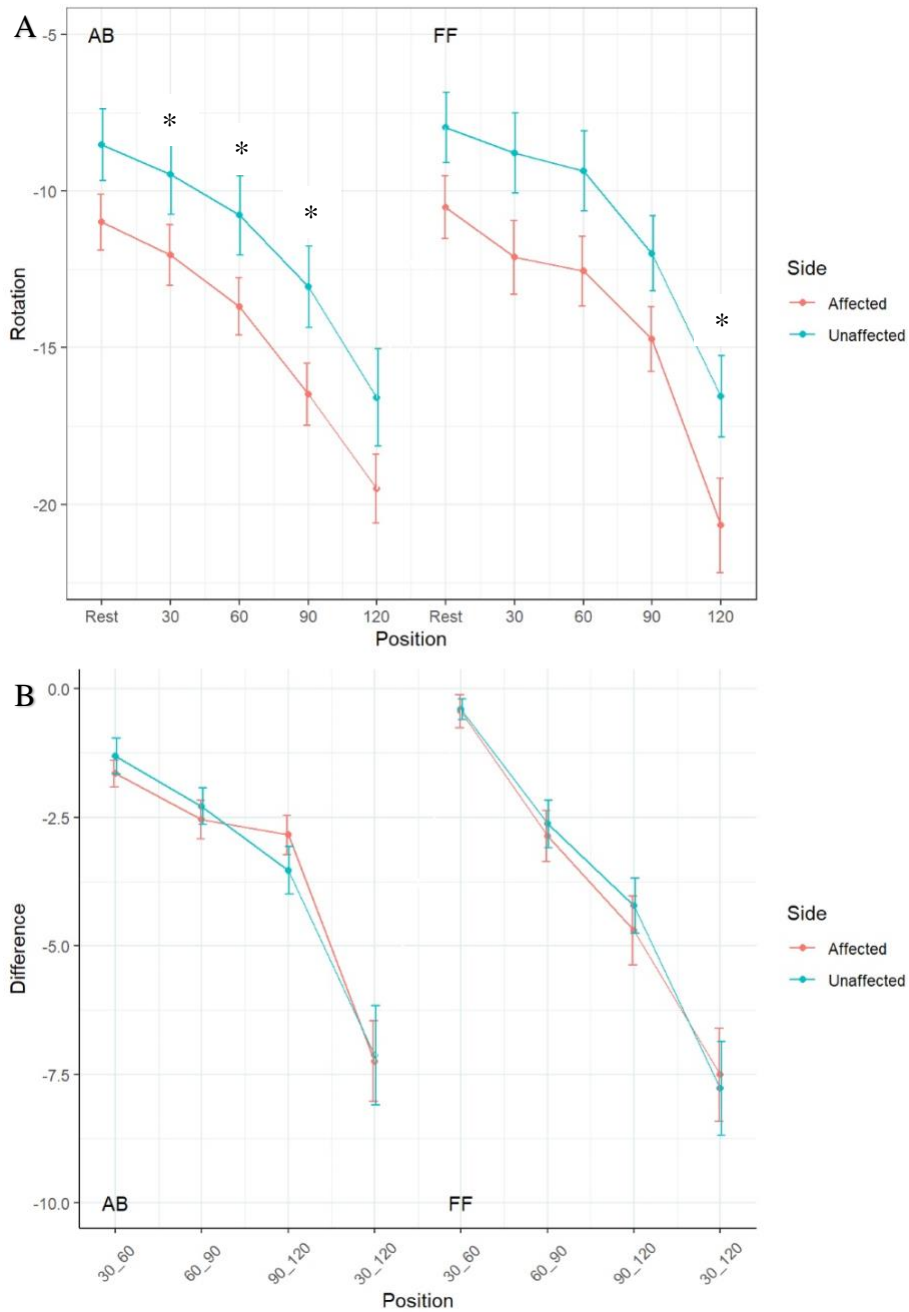 A
AB
FF
-5
-10
-15
-20
*
*
*
*
Rotation
Rest 30 60 90 120 Rest 30 60 90 120
Position
Side
Affected
Unaffected
B
0.0
-2.5
-5.0
-7.5
-10.0
Difference
AB
FF
30_60 60_90 90_120 30_120 30_60 60_90 90_120 30_120
Position
Side
Affected
Unaffected